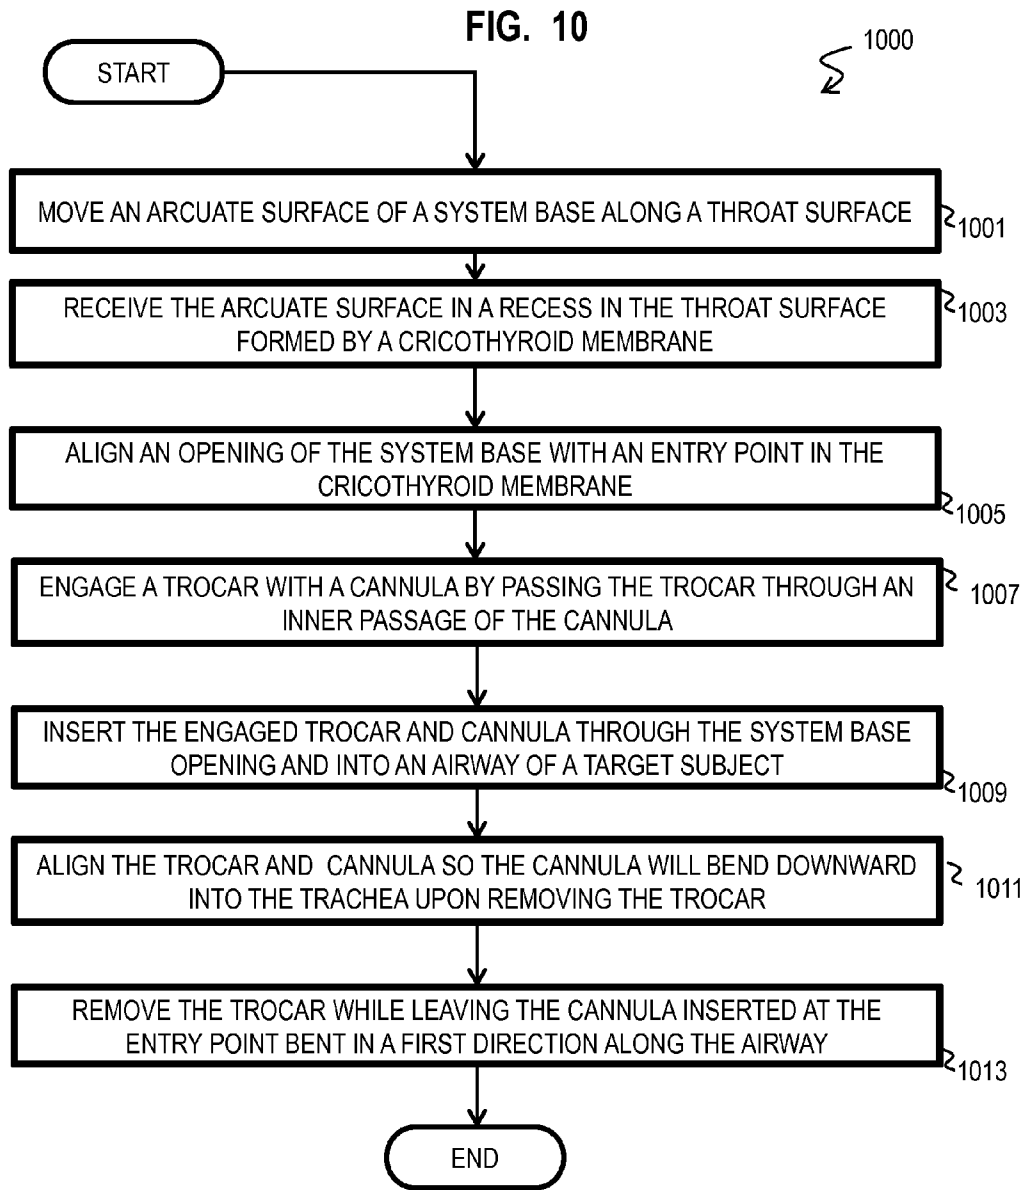 FIG. 10
START
1000
MOVE AN ARCUATE SURFACE OF A SYSTEM BASE ALONG A THROAT SURFACE
1001
RECEIVE THE ARCUATE SURFACE IN A RECESS IN THE THROAT SURFACE
FORMED BY A CRICOTHYROID MEMBRANE
1003
ALIGN AN OPENING OF THE SYSTEM BASE WITH AN ENTRY POINT IN THE
CRICOTHYROID MEMBRANE
1005
ENGAGE A TROCAR WITH A CANNULA BY PASSING THE TROCAR THROUGH AN
INNER PASSAGE OF THE CANNULA
1007
INSERT THE ENGAGED TROCAR AND CANNULA THROUGH THE SYSTEM BASE
OPENING AND INTO AN AIRWAY OF A TARGET SUBJECT
1009
ALIGN THE TROCAR AND CANNULA SO THE CANNULA WILL BEND DOWNWARD
INTO THE TRACHEA UPON REMOVING THE TROCAR
1011
REMOVE THE TROCAR WHILE LEAVING THE CANNULA INSERTED AT THE
ENTRY POINT BENT IN A FIRST DIRECTION ALONG THE AIRWAY
1013
END